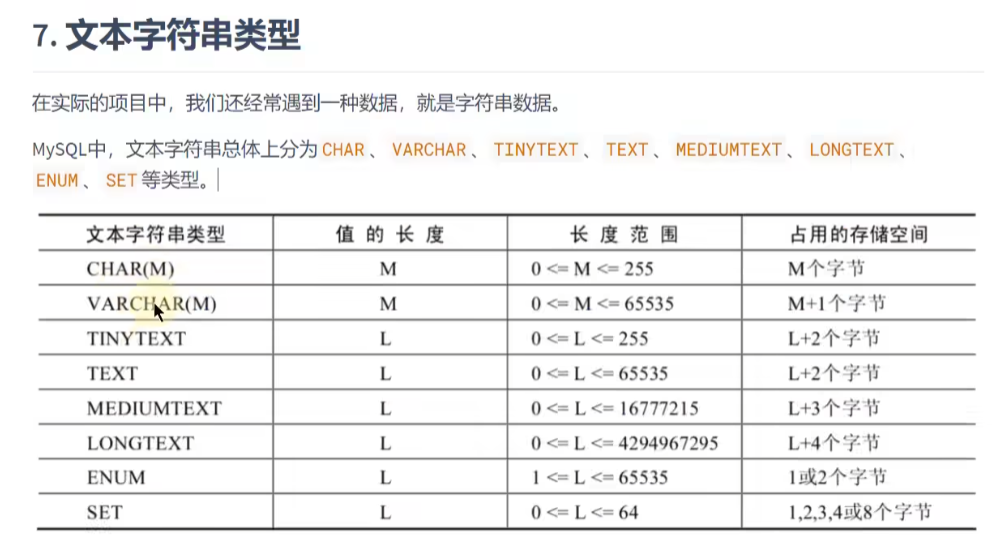 7. 文本字符串类型
在实际的项目中，我们还经常遇到一种数据，就是字符串数据。
MySQL中，文本字符串总体上分为 CHAR 、 VARCHAR 、 TINYTEXT 、 TEXT 、 MEDIUMTEXT 、 LONGTEXT 、
ENUM 、 SET 等类型。
文本字符串类型 值 的 长 度 长 度 范 围 占用的存储空间
CHAR(M) M 0 <= M <= 255 M个字节
VARCHAR(M) M 0 <= M <= 65535 M+1个字节
TINYTEXT L 0 <= L <= 255 L+2个字节
TEXT L 0 <= L <= 65535 L+2个字节
MEDIUMTEXT L 0 <= L <= 16777215 L+3个字节
LONGTEXT L 0 <= L <= 4294967295 L+4个字节
ENUM L 1 <= L <= 65535 1或2个字节
SET L 0 <= L <= 64 1,2,3,4或8个字节